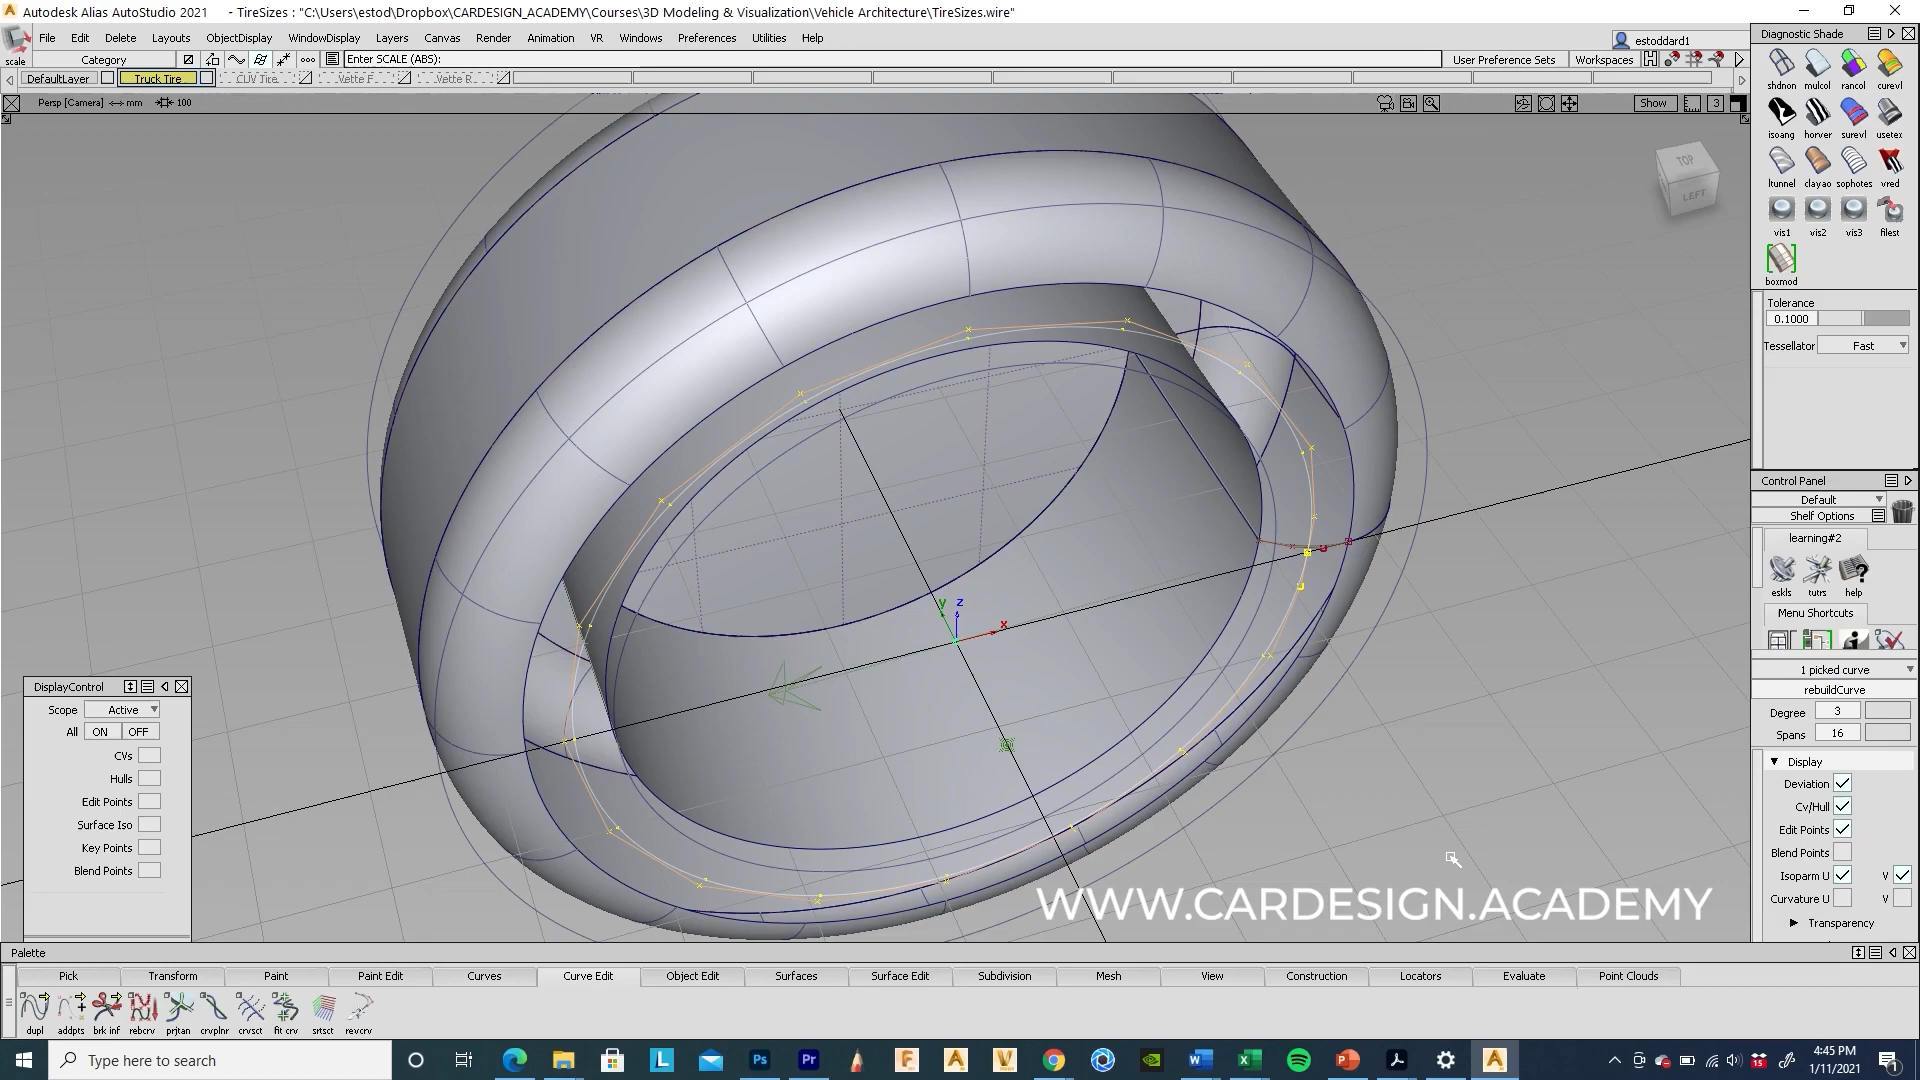 Autodesk Alias AutoStudio 2021 - TireSizes : "C:\Users\estod\Dropbox\CARDESIGN_ACADEMY\Courses\3D Modeling & Visualization\Vehicle Architecture\TireSizes.wire"
File Edit Delete Layouts ObjectDisplay WindowDisplay Layers Canvas Render Animation VR Windows Preferences Utilities Help
estoddard1
scale
Category
Enter SCALE (ABS):
User Preference Sets
Workspaces
DefaultLayer
Truck Tire
CUV Tire
Vette F
Vette R
Persp [Camera] mm 100
Show
3
TOP
LEFT
Diagnostic Shade
shdnon mulcol rancol curevl
isoang horver surevl usetex
ltunnel clayao sophotes vred
vis1 vis2 vis3 filest
boxmod
Tolerance
0.1000
Tessellator Fast
Control Panel
Default
Shelf Options
learning#2
eskls tutrs help
Menu Shortcuts
1 picked curve
rebuildCurve
Degree 3
Spans 16
Display
Deviation
Cv/Hull
Edit Points
Blend Points
Isoparm U V
Curvature U V
Transparency
y z x
DisplayControl
Scope Active
All ON OFF
CVs
Hulls
Edit Points
Surface Iso
Key Points
Blend Points
WWW.CARDESIGN.ACADEMY
Palette
Pick Transform Paint Paint Edit Curves Curve Edit Object Edit Surfaces Surface Edit Subdivision Mesh View Construction Locators Evaluate Point Clouds
dupl addpts brk inf rebcrv prjtan crvplnr crvsct fit crv srtsct revcrv
Type here to search
4:45 PM
1/11/2021